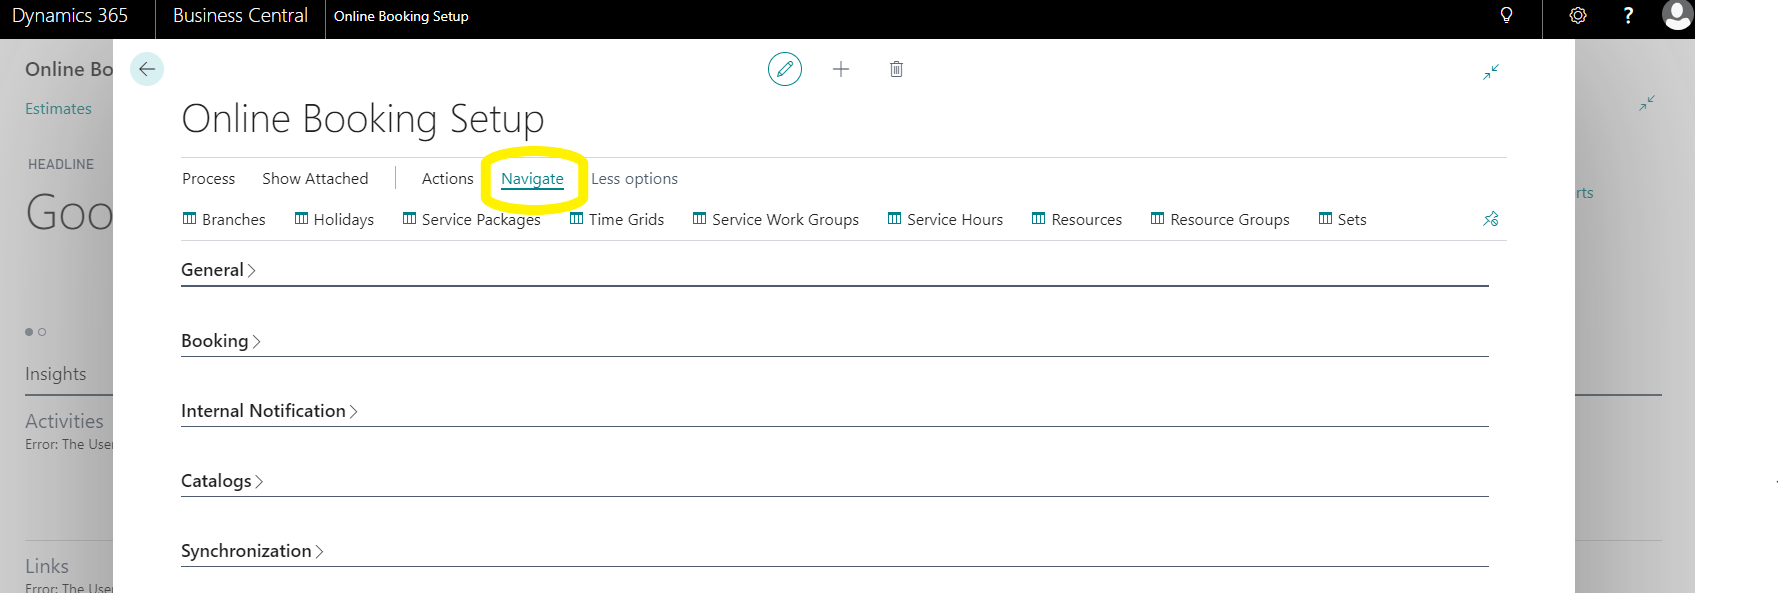 Dynamics 365 Business Central Online Booking Setup ?
Online Bo
Estimates
HEADLINE
Goo
Insights
Activities
Error: The User
Links
Error: The User
rts
Online Booking Setup
Process Show Attached Actions Navigate Less options
Branches Holidays Service Packages Time Grids Service Work Groups Service Hours Resources Resource Groups Sets
General
Booking
Internal Notification
Catalogs
Synchronization